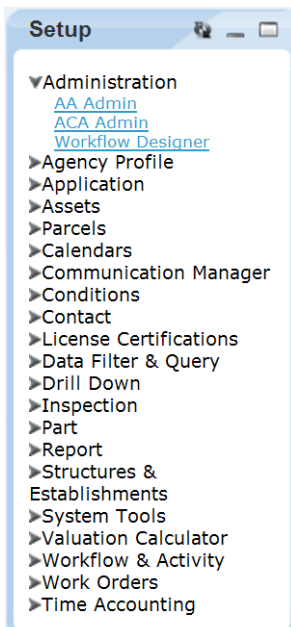 Setup
Administration
AA Admin
ACA Admin
Workflow Designer
Agency Profile
Application
Assets
Parcels
Calendars
Communication Manager
Conditions
Contact
License Certifications
Data Filter & Query
Drill Down
Inspection
Part
Report
Structures &
Establishments
System Tools
Valuation Calculator
Workflow & Activity
Work Orders
Time Accounting